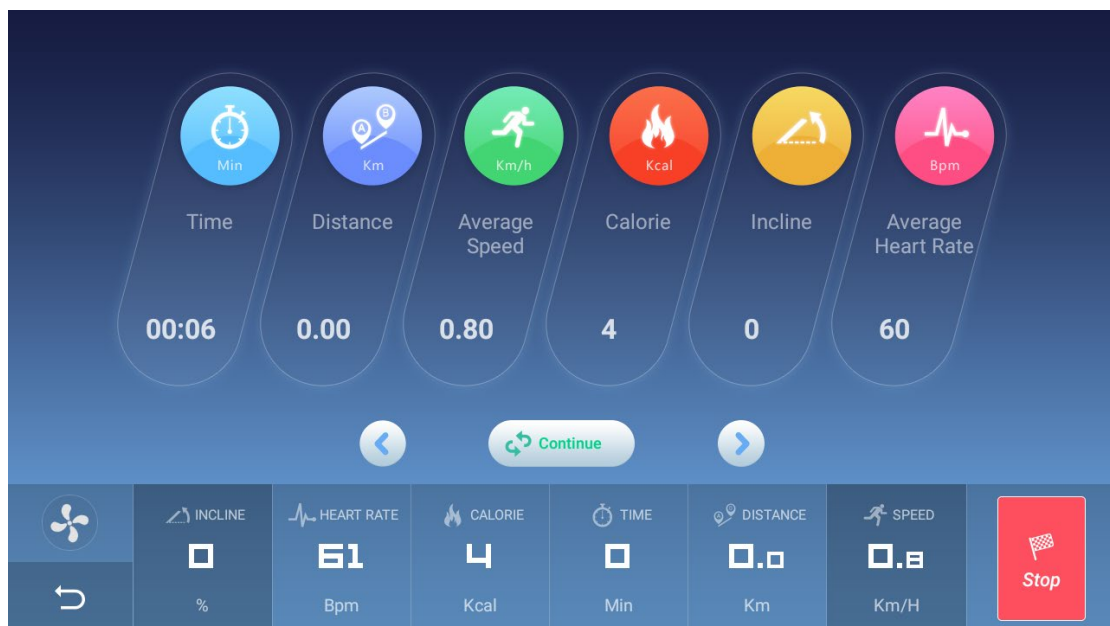 Min
A
B
Km
Km/h
Kcal
Bpm
Time
Distance
Average
Speed
Calorie
Incline
Average
Heart Rate
00:06
0.00
0.80
4
0
60
Continue
INCLINE
HEART RATE
CALORIE
TIME
DISTANCE
SPEED
0
61
4
0
0.0
0.8
%
Bpm
Kcal
Min
Km
Km/H
Stop